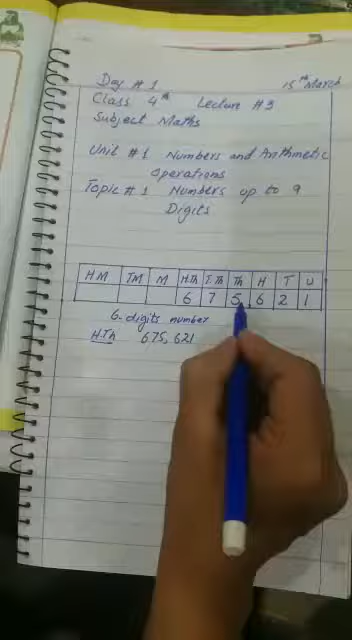 Day # 1 15th March
Class 4th Lecture #3
Subject Maths
Unit #1 Numbers and Arithmetic
Operations
Topic #1 Numbers up to 9
Digits
H M TM M H.Th T.Th Th H T U
6 7 5 6 2 1
6-digits number
H.Th 675,621